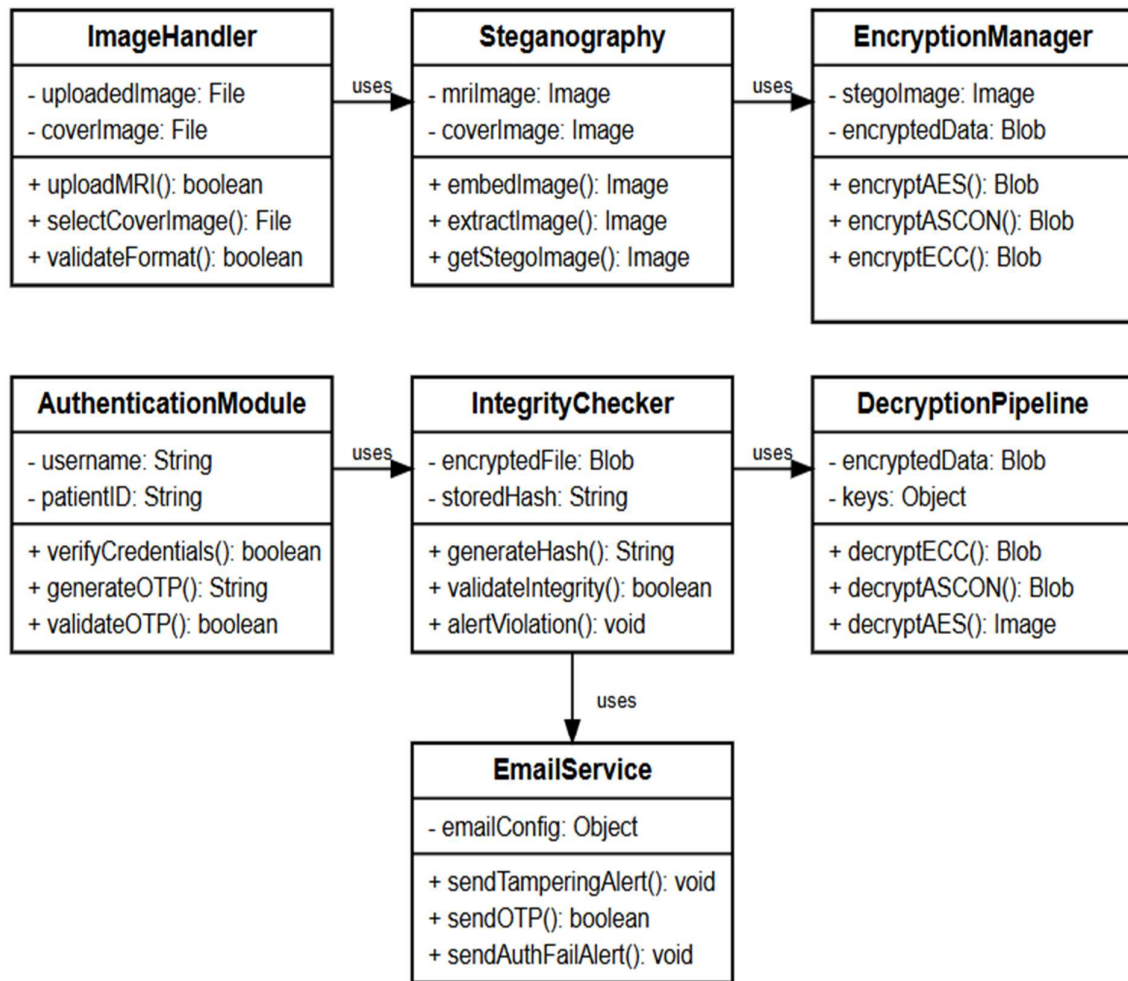 ImageHandler
- uploadedImage: File
- coverImage: File
+ uploadMRI(): boolean
+ selectCoverImage(): File
+ validateFormat(): boolean
uses
Steganography
- mriImage: Image
- coverImage: Image
+ embedImage(): Image
+ extractImage(): Image
+ getStegoImage(): Image
uses
EncryptionManager
- stegoImage: Image
- encryptedData: Blob
+ encryptAES(): Blob
+ encryptASCON(): Blob
+ encryptECC(): Blob
AuthenticationModule
- username: String
- patientID: String
+ verifyCredentials(): boolean
+ generateOTP(): String
+ validateOTP(): boolean
uses
IntegrityChecker
- encryptedFile: Blob
- storedHash: String
+ generateHash(): String
+ validateIntegrity(): boolean
+ alertViolation(): void
uses
DecryptionPipeline
- encryptedData: Blob
- keys: Object
+ decryptECC(): Blob
+ decryptASCON(): Blob
+ decryptAES(): Image
uses
EmailService
- emailConfig: Object
+ sendTamperingAlert(): void
+ sendOTP(): boolean
+ sendAuthFailAlert(): void